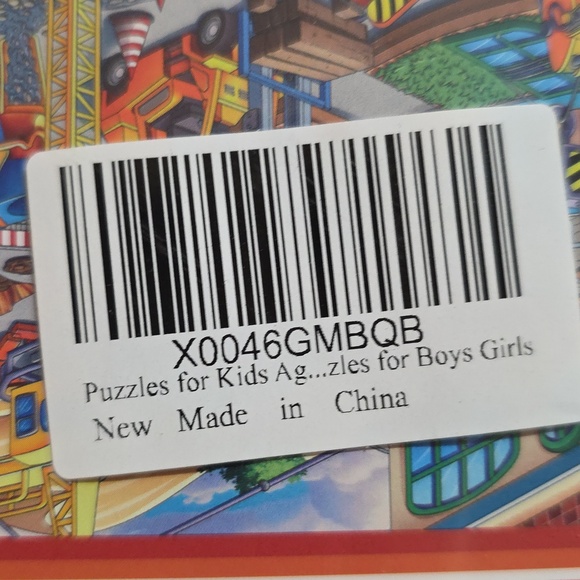 X0046GMBQB
Puzzles for Kids Ag...zles for Boys Girls
New Made in China